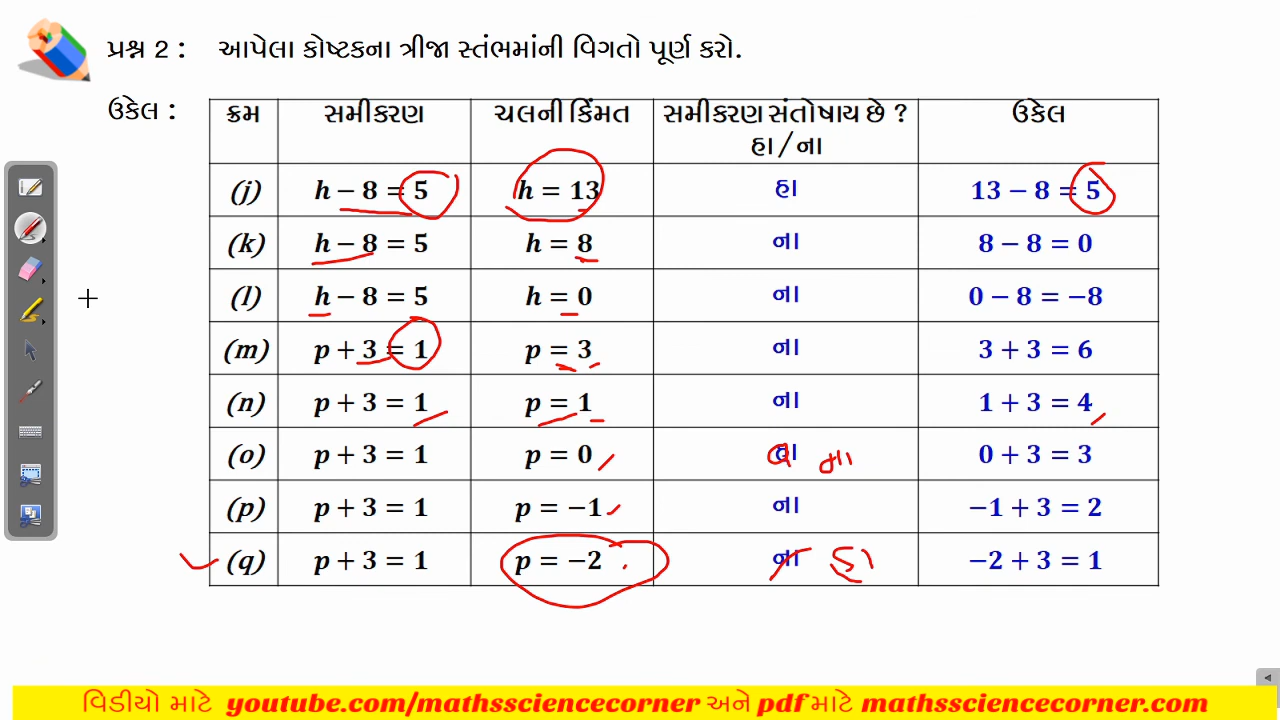 પ્રશ્ન 2 : આપેલા કોષ્ટકના ત્રીજા સ્તંભમાંની વિગતો પૂર્ણ કરો.
ઉકેલ :
ક્રમ સમીકરણ ચલની કિંમત સમીકરણ સંતોષાય છે ? હા/ના ઉકેલ
(j) h − 8 = 5 h = 13 હા 13 − 8 = 5
(k) h − 8 = 5 h = 8 ના 8 − 8 = 0
(l) h − 8 = 5 h = 0 ના 0 − 8 = −8
(m) p + 3 = 1 p = 3 ના 3 + 3 = 6
(n) p + 3 = 1 p = 1 ના 1 + 3 = 4
(o) p + 3 = 1 p = 0 હા ના 0 + 3 = 3
(p) p + 3 = 1 p = −1 ના −1 + 3 = 2
(q) p + 3 = 1 p = −2 ના હા −2 + 3 = 1
વિડીયો માટે youtube.com/mathssciencecorner અને pdf માટે mathssciencecorner.com